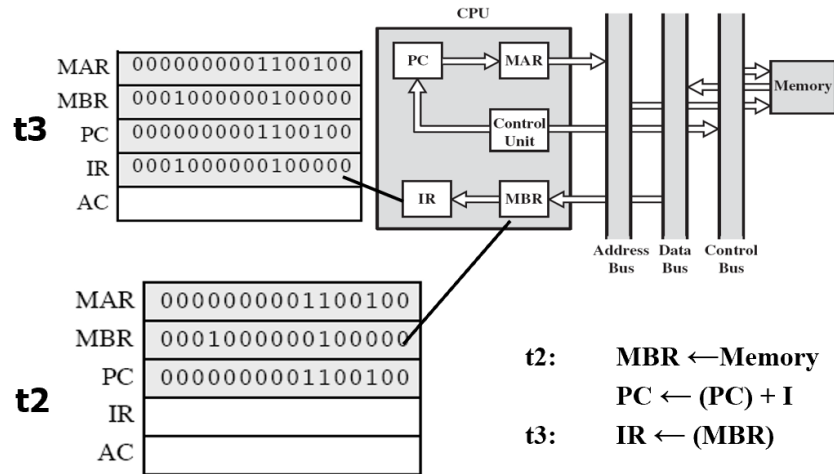 CPU
t3
MAR 0000000001100100
MBR 0001000000100000
PC 0000000001100100
IR 0001000000100000
AC
PC
MAR
Control
Unit
IR
MBR
Memory
Address
Bus
Data
Bus
Control
Bus
t2
MAR 0000000001100100
MBR 0001000000100000
PC 0000000001100100
IR
AC
t2: MBR ←Memory
PC ← (PC) + I
t3: IR ← (MBR)